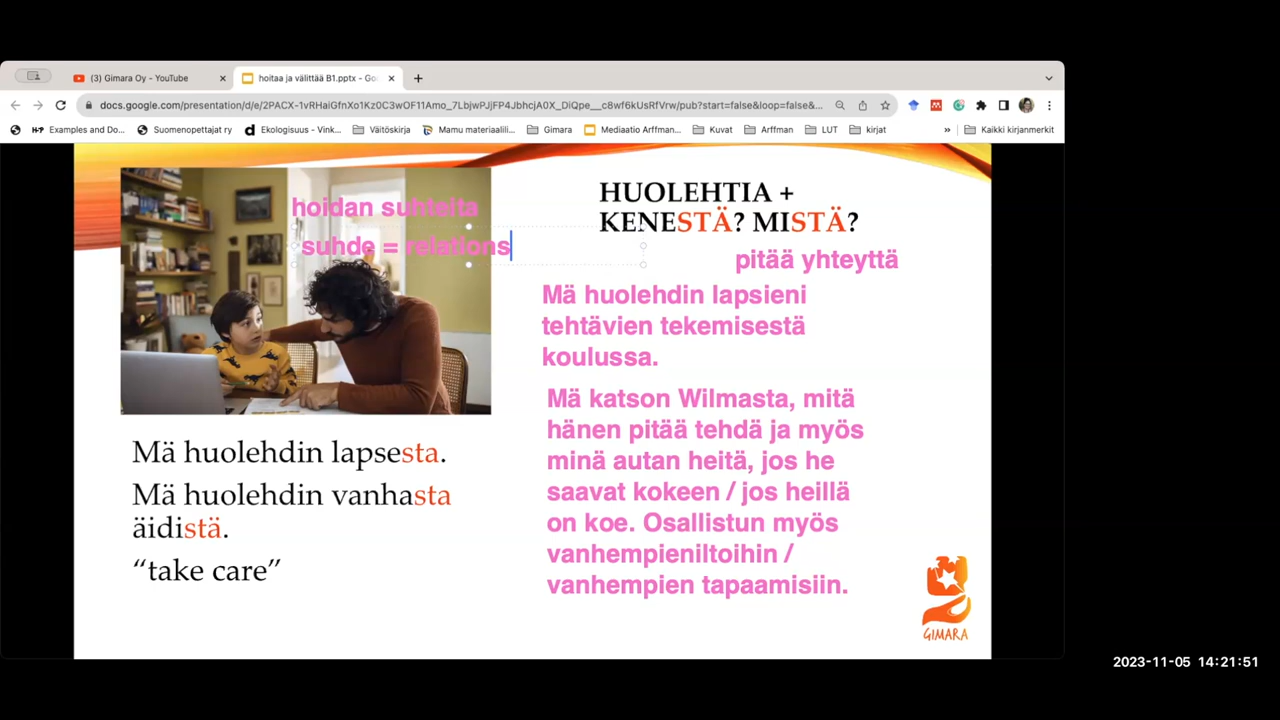 (3) Gimara Oy - YouTube
hoitaa ja välittää B1.pptx - Go
docs.google.com/presentation/d/e/2PACX-1vRHaiGfnXo1Kz0C3wOF11Amo_7LbjwPJjFP4JbhcjA0X_DiQpe__c8wf6kUsRfVrw/pub?start=false&loop=false&...
Examples and Do...
Suomenopettajat ry
Ekologisuus - Vink...
Väitöskirja
Mamu materiaalili...
Gimara
Mediaatio Arffman...
Kuvat
Arffman
LUT
kirjat
»
Kaikki kirjanmerkit
hoidan suhteita
suhde = relations
HUOLEHTIA +
KENESTÄ? MISTÄ?
pitää yhteyttä
Mä huolehdin lapsieni
tehtävien tekemisestä
koulussa.
Mä katson Wilmasta, mitä
hänen pitää tehdä ja myös
minä autan heitä, jos he
saavat kokeen / jos heillä
on koe. Osallistun myös
vanhempieniltoihin /
vanhempien tapaamisiin.
Mä huolehdin lapsesta.
Mä huolehdin vanhasta
äidistä.
“take care”
GIMARA
2023-11-05 14:21:51